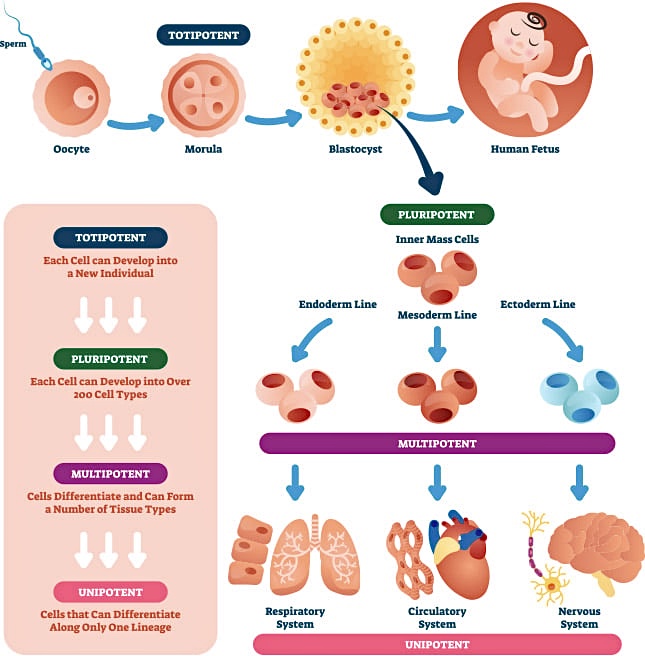 Sperm
TOTIPOTENT
Oocyte
Morula
Blastocyst
Human Fetus
PLURIPOTENT
Inner Mass Cells
Endoderm Line
Mesoderm Line
Ectoderm Line
MULTIPOTENT
Respiratory
System
Circulatory
System
Nervous
System
UNIPOTENT
TOTIPOTENT
Each Cell can Develop into
a New Individual
PLURIPOTENT
Each Cell can Develop into Over
200 Cell Types
MULTIPOTENT
Cells Differentiate and Can Form
a Number of Tissue Types
UNIPOTENT
Cells that Can Differentiate
Along Only One Lineage